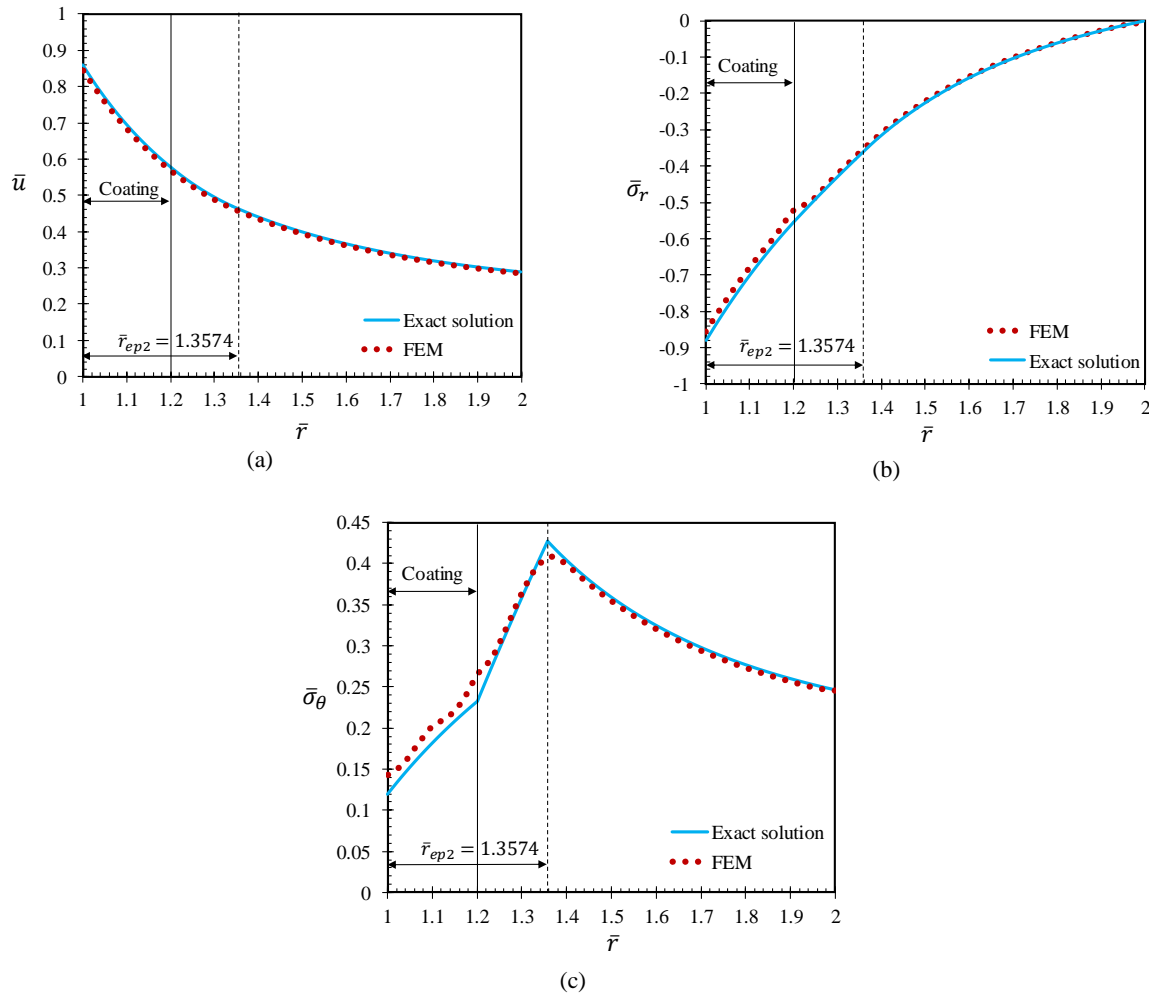 1
0.9
0.8
0.7
0.6
0.5
0.4
0.3
0.2
0.1
0
ū
Coating
r̄ep2 = 1.3574
Exact solution
FEM
1 1.1 1.2 1.3 1.4 1.5 1.6 1.7 1.8 1.9 2
r̄
(a)
0
-0.1
-0.2
-0.3
-0.4
-0.5
-0.6
-0.7
-0.8
-0.9
-1
σ̄r
Coating
r̄ep2 = 1.3574
FEM
Exact solution
1 1.1 1.2 1.3 1.4 1.5 1.6 1.7 1.8 1.9 2
r̄
(b)
0.45
0.4
0.35
0.3
0.25
0.2
0.15
0.1
0.05
0
σ̄θ
Coating
r̄ep2 = 1.3574
Exact solution
FEM
1 1.1 1.2 1.3 1.4 1.5 1.6 1.7 1.8 1.9 2
r̄
(c)